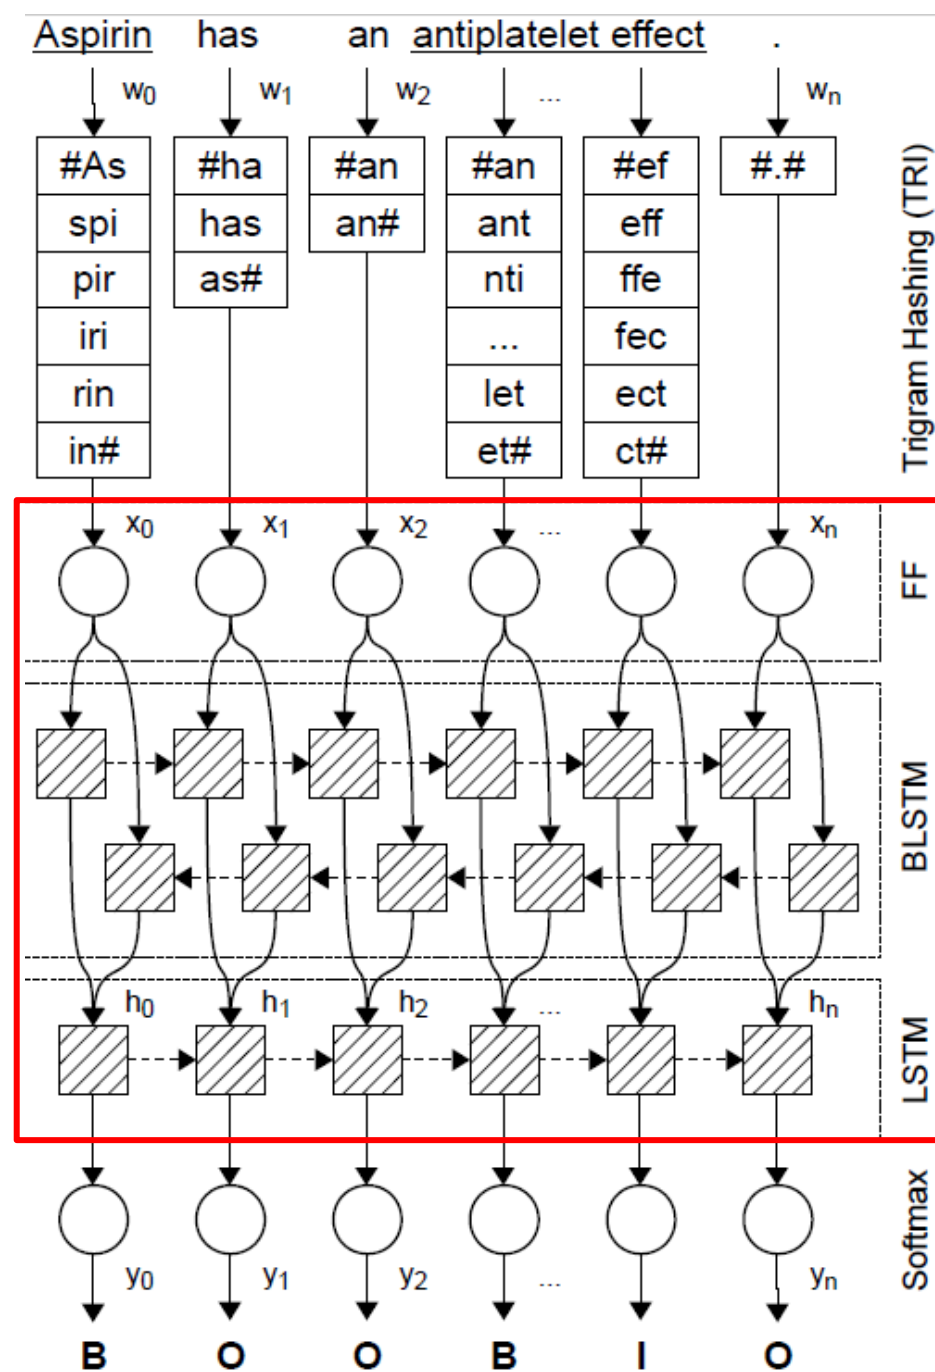 Aspirin has an antiplatelet effect .
w0 w1 w2 ... wn
#As #ha #an #an #ef #.#
spi has an# ant eff
pir as# nti ffe
iri ... fec
rin let ect
in# et# ct#
Trigram Hashing (TRI)
x0 x1 x2 ... xn
FF
BLSTM
h0 h1 h2 ... hn
LSTM
Softmax
y0 y1 y2 ... yn
B O O B I O